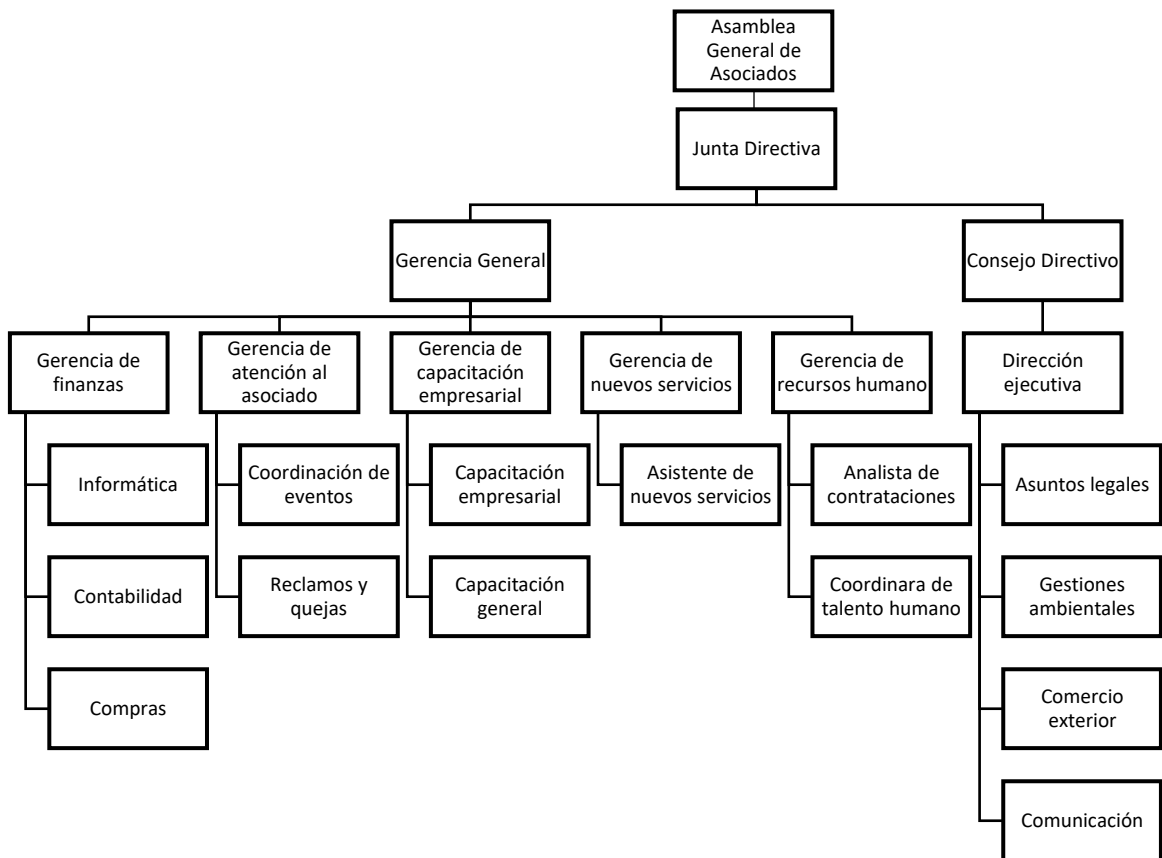 Asamblea
General de
Asociados
Junta Directiva
Gerencia General
Consejo Directivo
Gerencia de
finanzas
Gerencia de
atención al
asociado
Gerencia de
capacitación
empresarial
Gerencia de
nuevos servicios
Gerencia de
recursos humano
Dirección
ejecutiva
Informática
Coordinación de
eventos
Capacitación
empresarial
Asistente de
nuevos servicios
Analista de
contrataciones
Asuntos legales
Contabilidad
Reclamos y
quejas
Capacitación
general
Coordinara de
talento humano
Gestiones
ambientales
Compras
Comercio
exterior
Comunicación